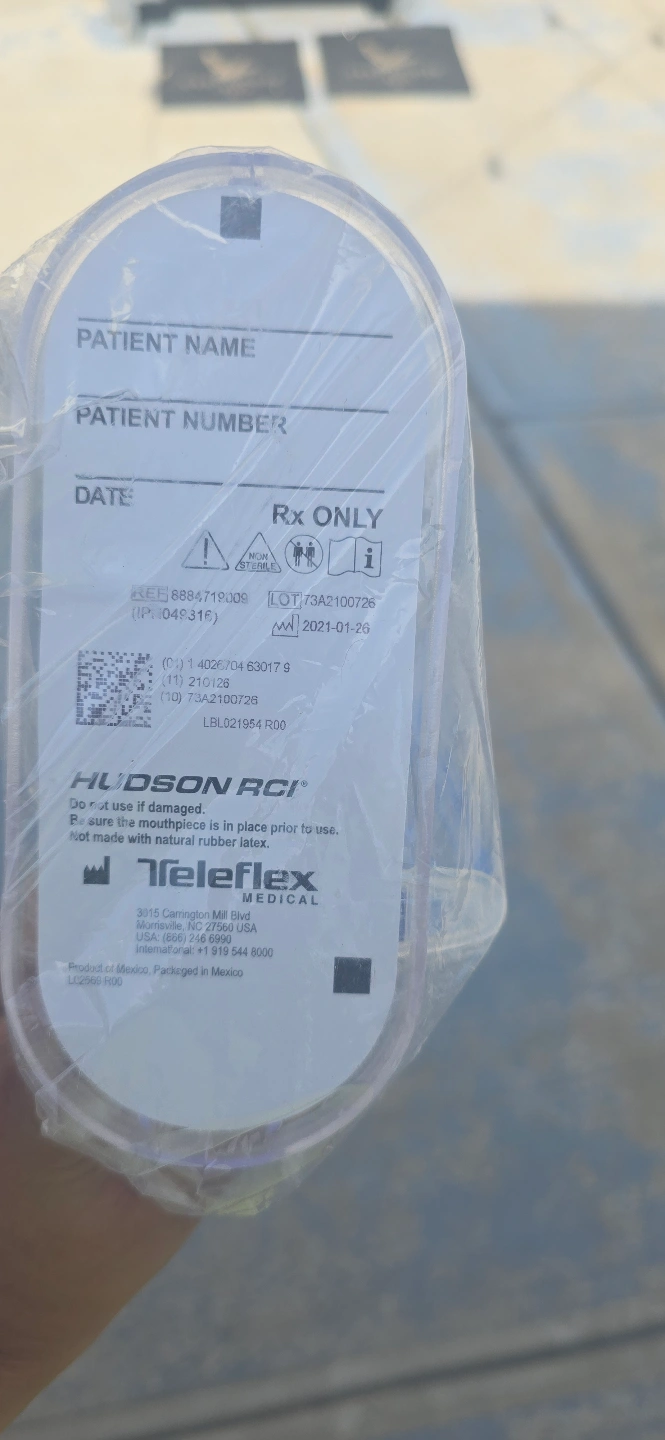 PATIENT NAME
PATIENT NUMBER
DATE
Rx ONLY
NON
STERILE
REF 8884719009 LOT 73A2100726
2021-01-26
(01) 1 4026704 63017 9
(11) 210126
(10) 73A2100726
LBL021954 R00
HUDSON RCI®
Do not use if damaged.
Be sure the mouthpiece is in place prior to use.
Not made with natural rubber latex.
Teleflex
MEDICAL
3015 Carrington Mill Blvd
Morrisville, NC 27560 USA
USA: (866) 246 6990
International: +1 919 544 8000
Product of Mexico, Packaged in Mexico
L02569 R00